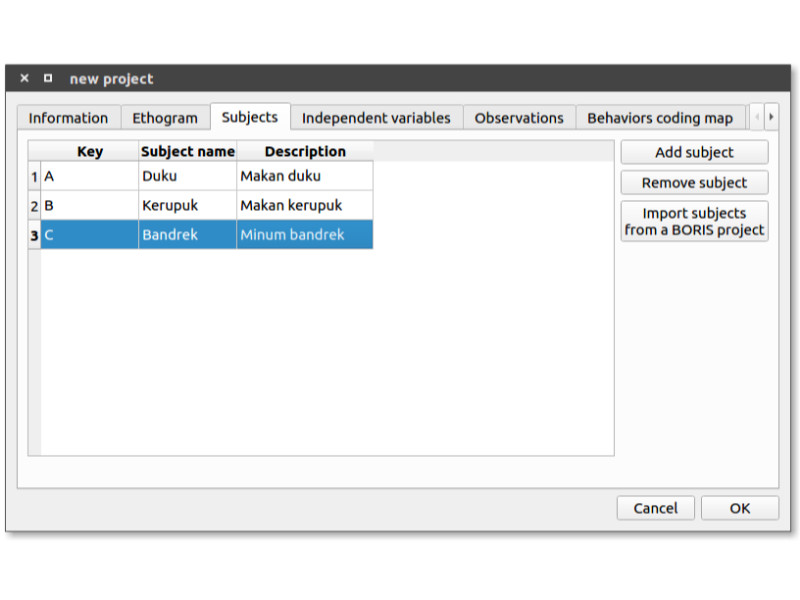 new project
Information Ethogram Subjects Independent variables Observations Behaviors coding map
Key Subject name Description
1 A Duku Makan duku
2 B Kerupuk Makan kerupuk
3 C Bandrek Minum bandrek
Add subject
Remove subject
Import subjects
from a BORIS project
Cancel OK